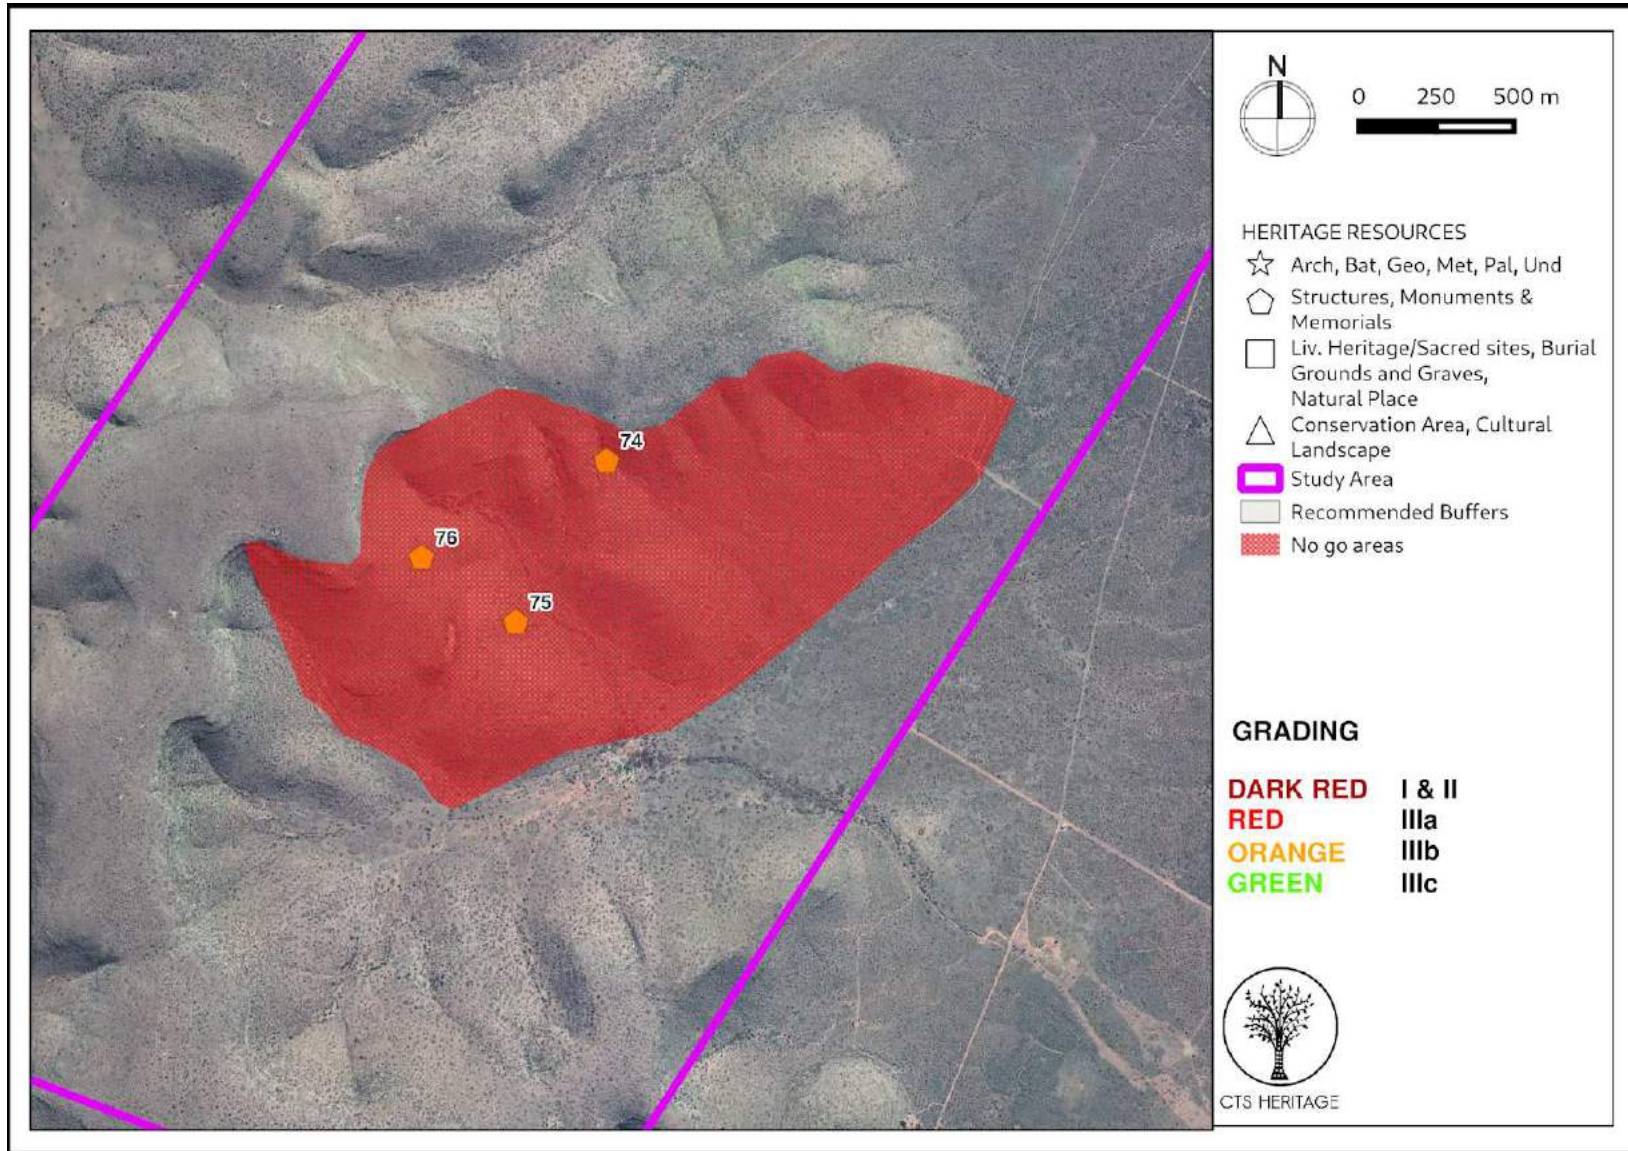 74
76
75
N
0 250 500 m
HERITAGE RESOURCES
Arch, Bat, Geo, Met, Pal, Und
Structures, Monuments &
Memorials
Liv. Heritage/Sacred sites, Burial
Grounds and Graves,
Natural Place
Conservation Area, Cultural
Landscape
Study Area
Recommended Buffers
No go areas
GRADING
DARK RED I & II
RED IIIa
ORANGE IIIb
GREEN IIIc
CTS HERITAGE